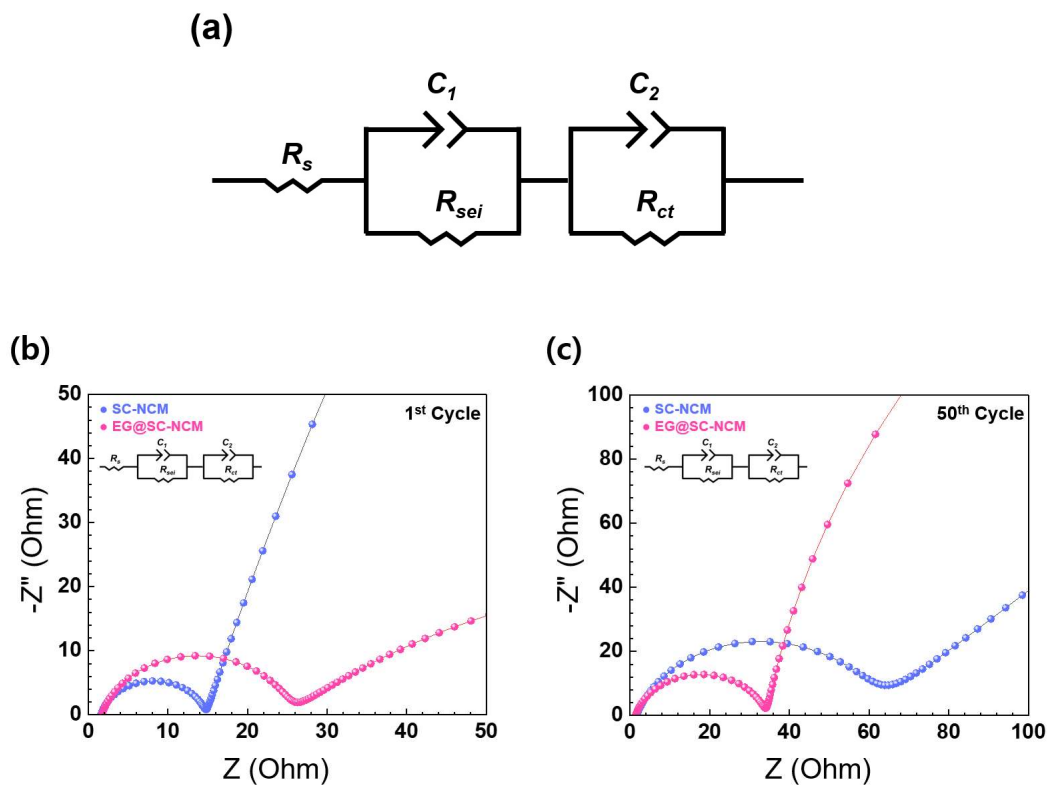 (a)
C1
C2
Rs
Rsei
Rct
(b)
50
40
30
20
10
0
-Z" (Ohm)
SC-NCM
EG@SC-NCM
1st Cycle
C1
C2
Rs
Rsei
Rct
0
10
20
30
40
50
Z (Ohm)
(c)
100
80
60
40
20
0
-Z" (Ohm)
SC-NCM
EG@SC-NCM
50th Cycle
C1
C2
Rs
Rsei
Rct
0
20
40
60
80
100
Z (Ohm)